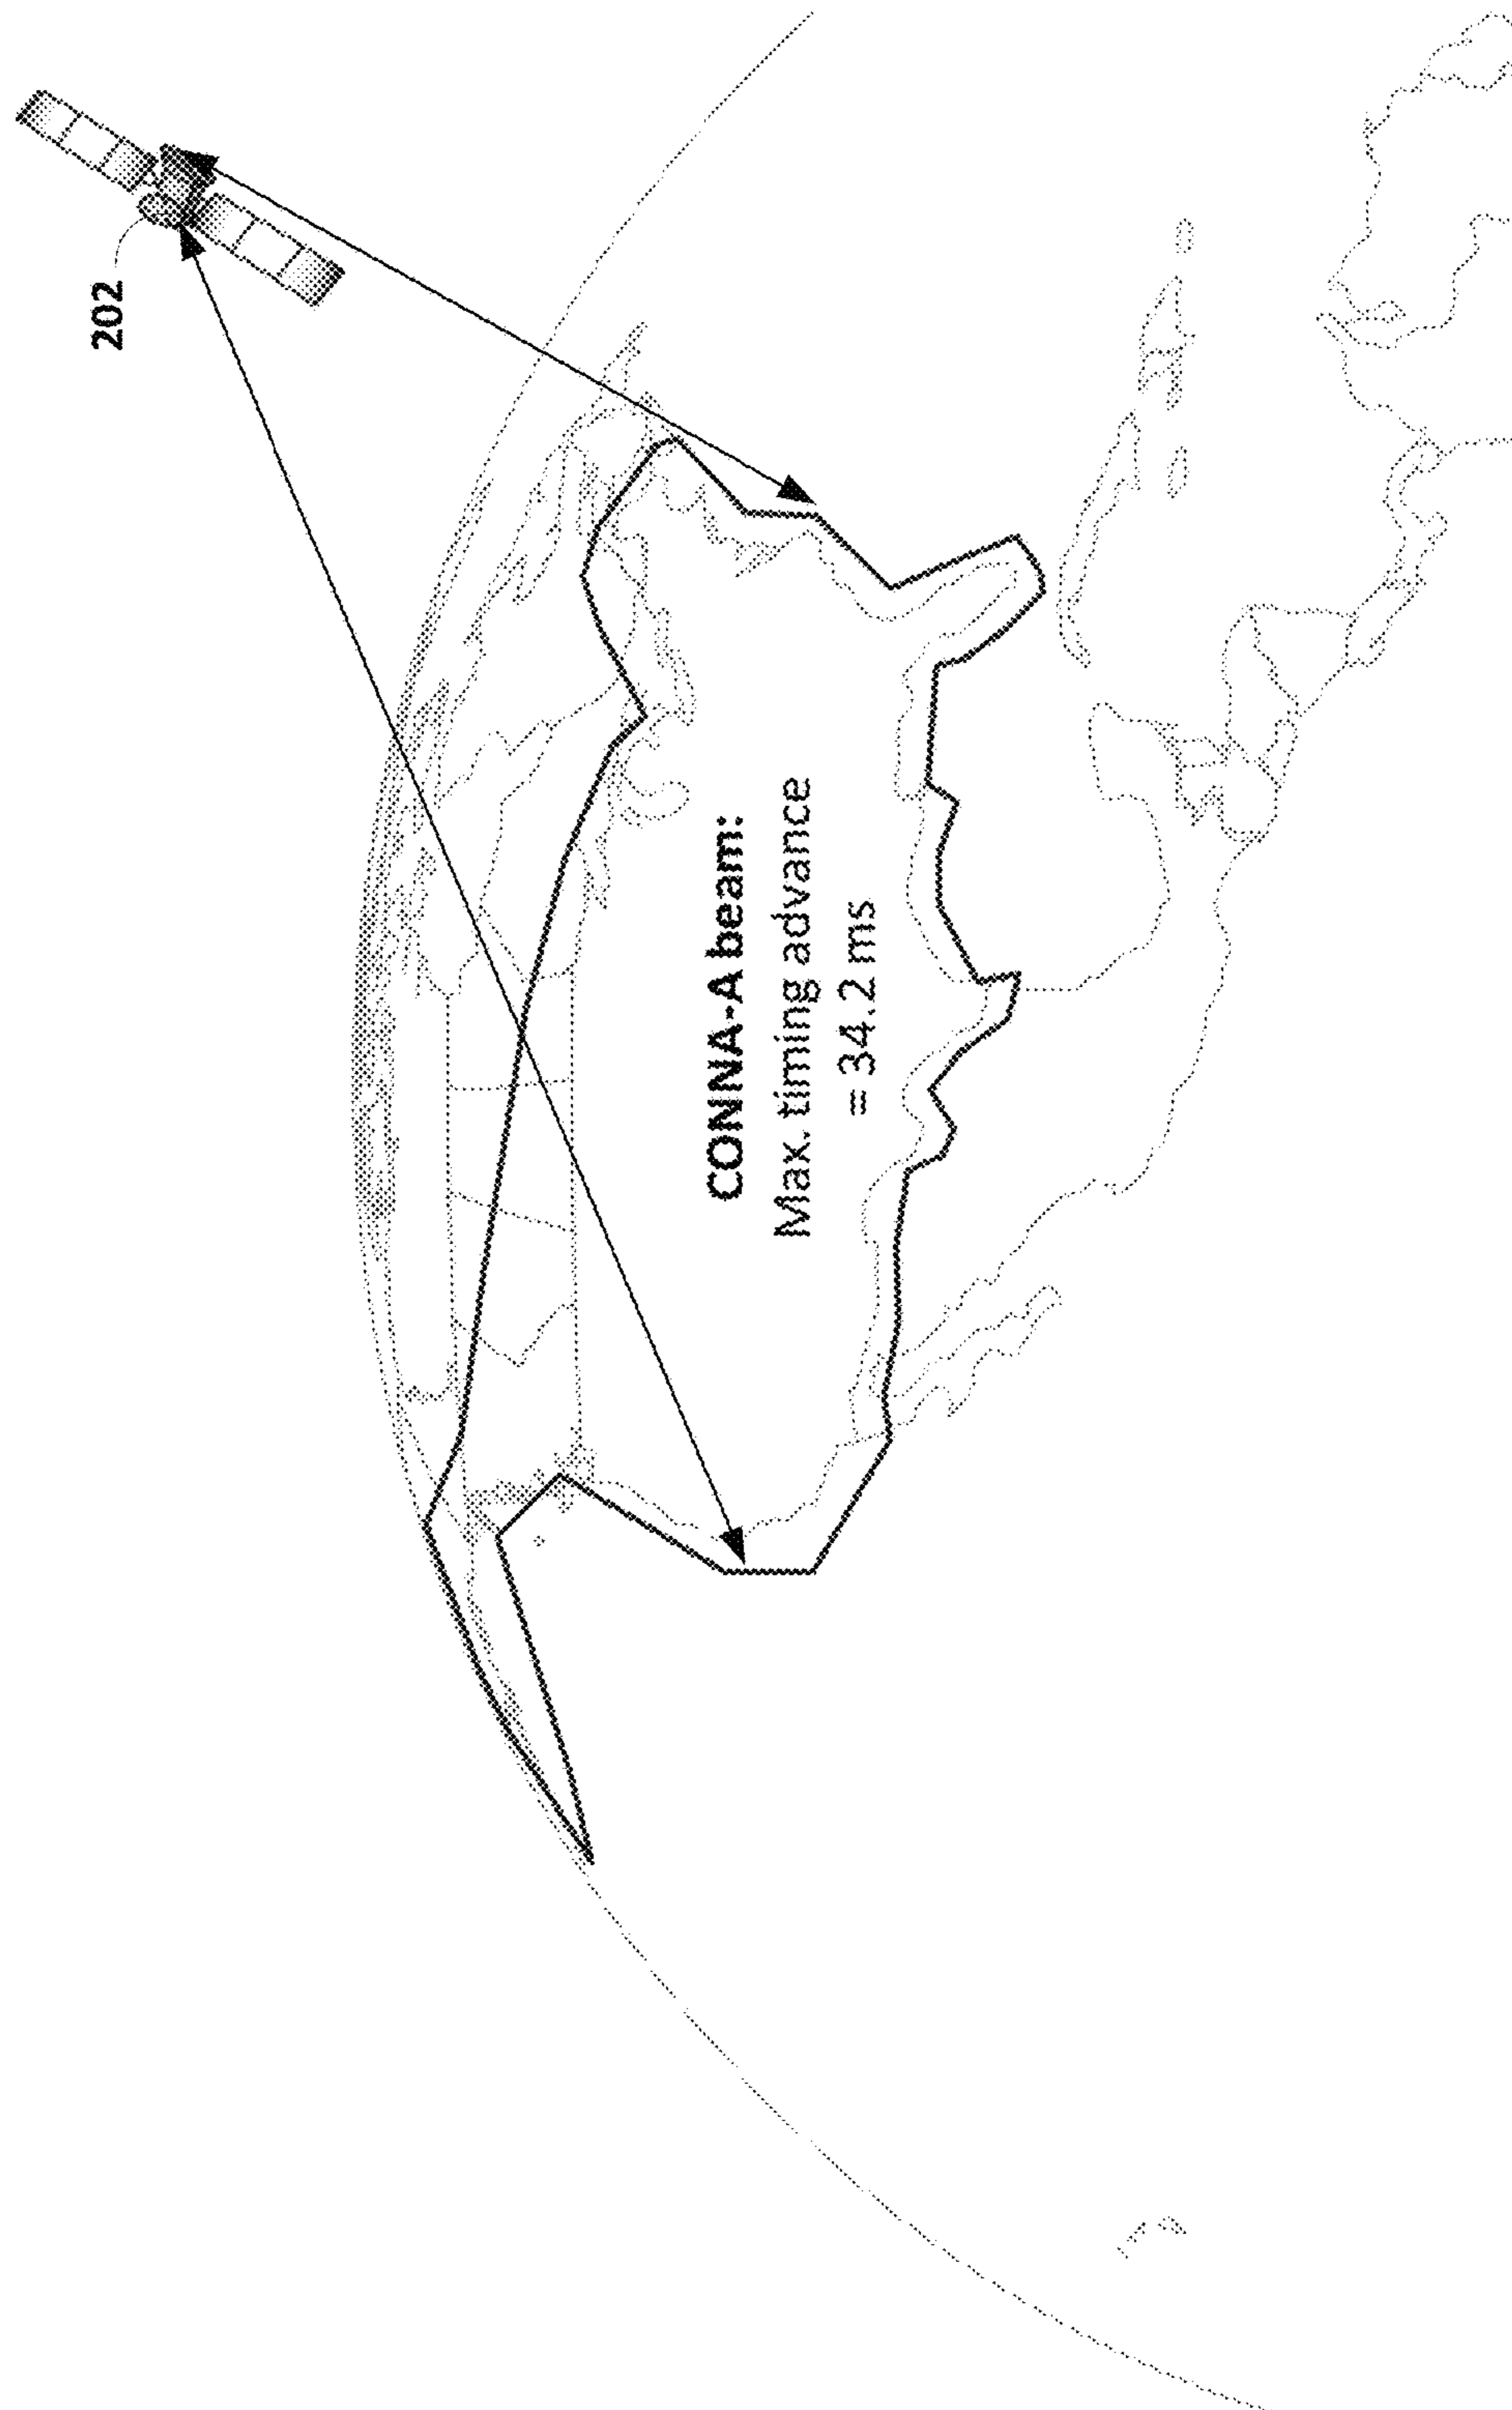 202
CONNA-A beam:
Max. timing advance
= 34.2 ms